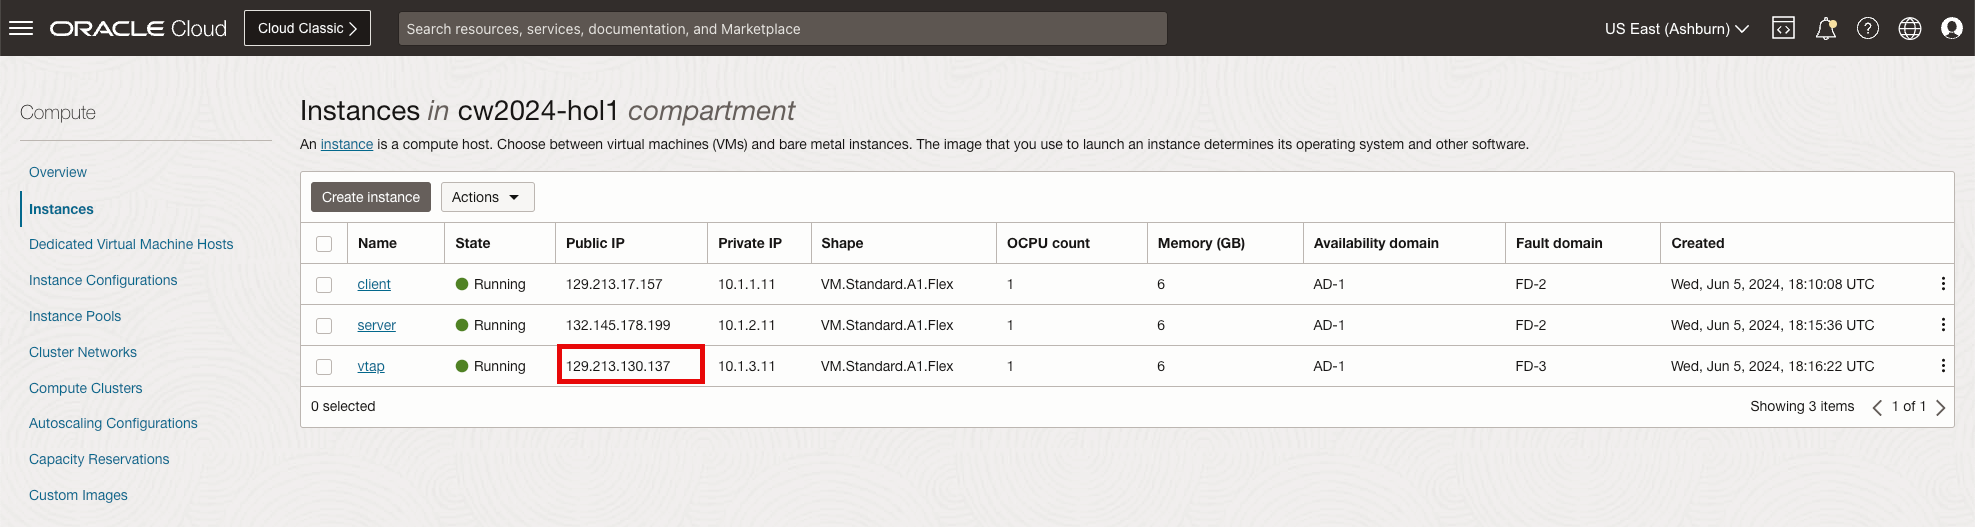 ORACLE Cloud
Cloud Classic
Search resources, services, documentation, and Marketplace
US East (Ashburn)
Compute
Overview
Instances
Dedicated Virtual Machine Hosts
Instance Configurations
Instance Pools
Cluster Networks
Compute Clusters
Autoscaling Configurations
Capacity Reservations
Custom Images
Instances in cw2024-hol1 compartment
An instance is a compute host. Choose between virtual machines (VMs) and bare metal instances. The image that you use to launch an instance determines its operating system and other software.
Create instance Actions
Name State Public IP Private IP Shape OCPU count Memory (GB) Availability domain Fault domain Created
client Running 129.213.17.157 10.1.1.11 VM.Standard.A1.Flex 1 6 AD-1 FD-2 Wed, Jun 5, 2024, 18:10:08 UTC
server Running 132.145.178.199 10.1.2.11 VM.Standard.A1.Flex 1 6 AD-1 FD-2 Wed, Jun 5, 2024, 18:15:36 UTC
vtap Running 129.213.130.137 10.1.3.11 VM.Standard.A1.Flex 1 6 AD-1 FD-3 Wed, Jun 5, 2024, 18:16:22 UTC
0 selected Showing 3 items 1 of 1